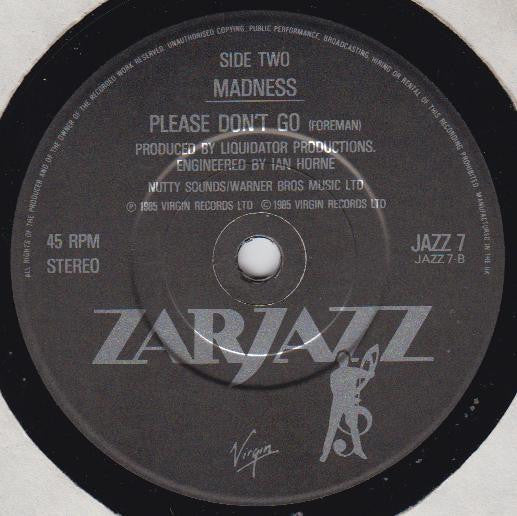 ALL RIGHTS OF THE PRODUCER AND OF THE OWNER OF THE RECORDED WORK RESERVED. UNAUTHORISED COPYING, PUBLIC PERFORMANCE, BROADCASTING, HIRING OR RENTAL OF THIS RECORDING PROHIBITED. MANUFACTURED IN THE UK
SIDE TWO
MADNESS
PLEASE DON'T GO (FOREMAN)
PRODUCED BY LIQUIDATOR PRODUCTIONS.
ENGINEERED BY IAN HORNE
NUTTY SOUNDS/WARNER BROS MUSIC LTD
℗ 1985 VIRGIN RECORDS LTD © 1985 VIRGIN RECORDS LTD
45 RPM JAZZ 7
STEREO JAZZ 7-B
ZARJAZZ
Virgin